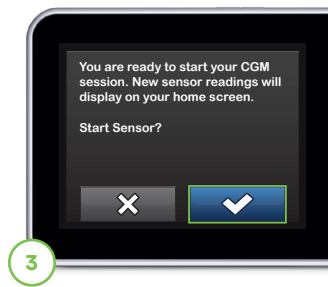 You are ready to start your CGM
session. New sensor readings will
display on your home screen.
Start Sensor?
3